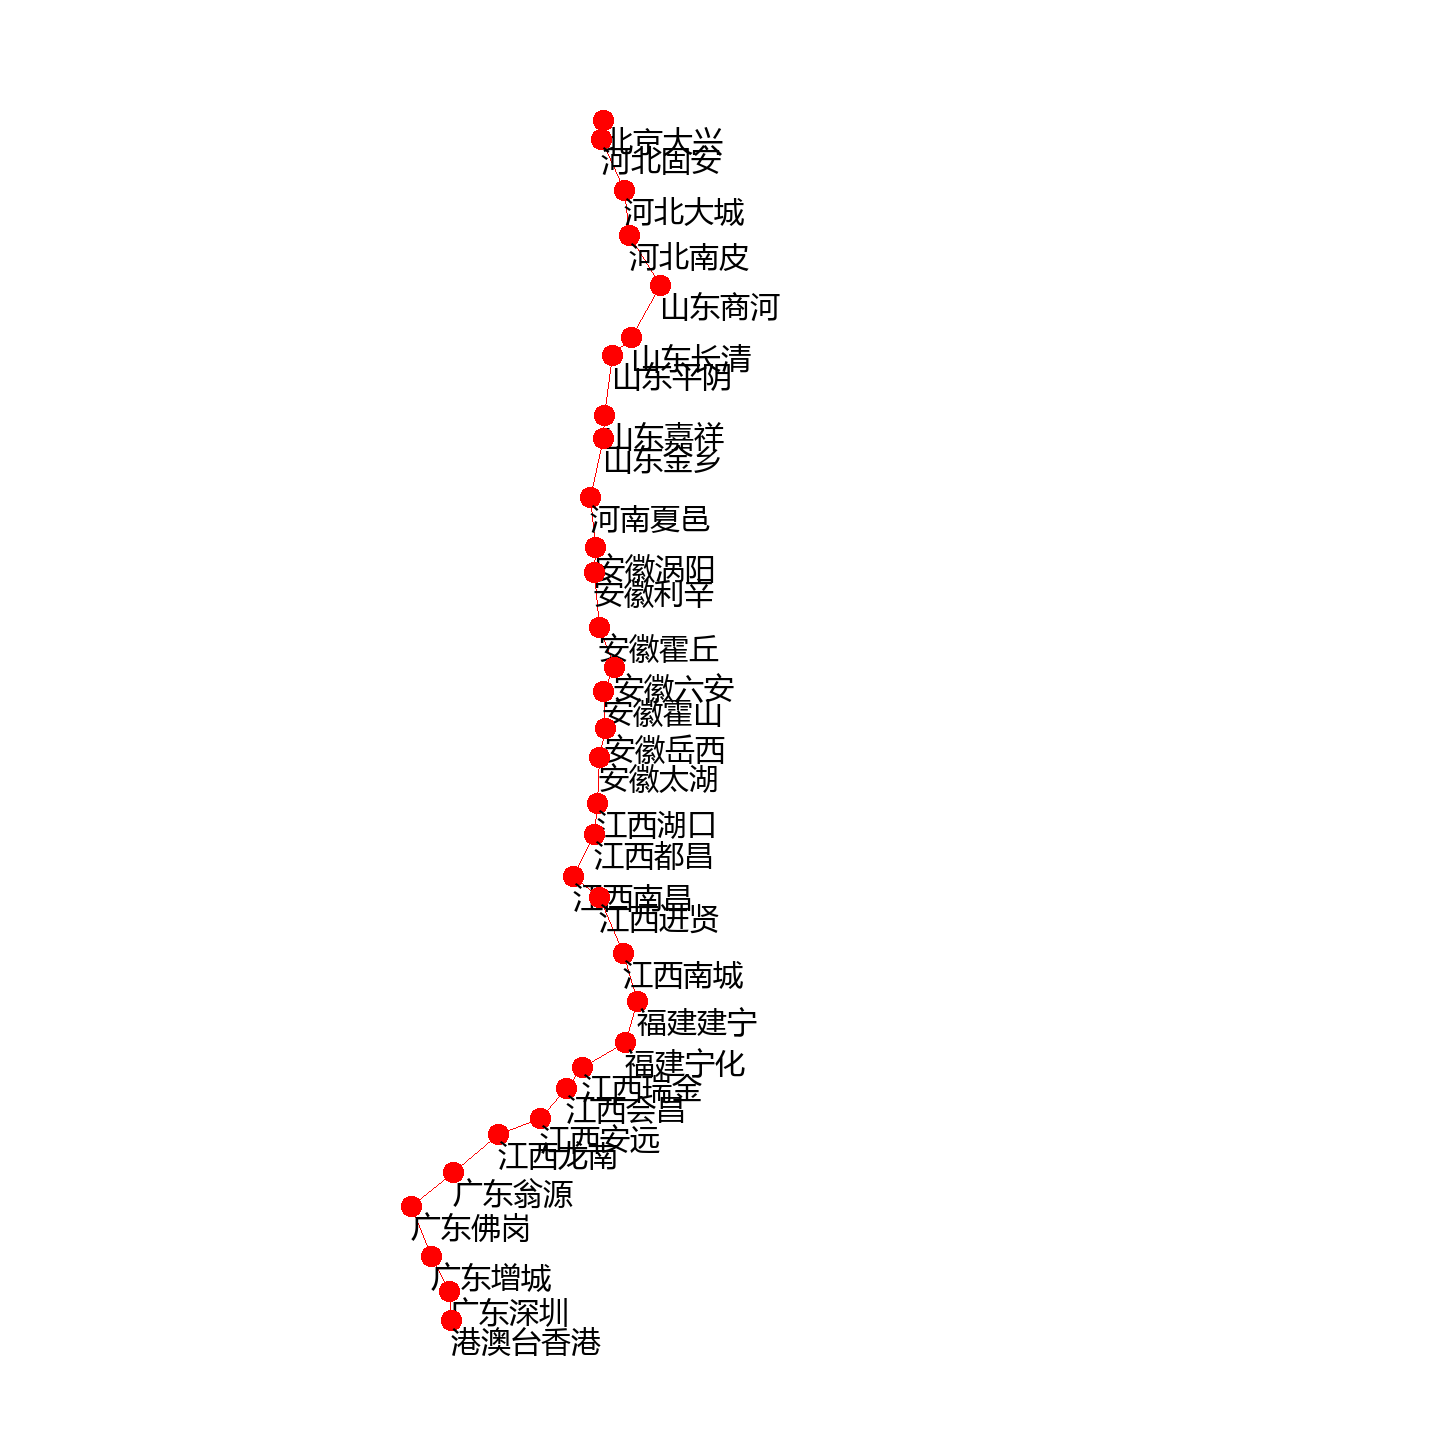 北京大兴
河北固安
河北大城
河北南皮
山东商河
山东长清
山东平阴
山东嘉祥
山东金乡
河南夏邑
安徽涡阳
安徽利辛
安徽霍丘
安徽六安
安徽霍山
安徽岳西
安徽太湖
江西湖口
江西都昌
江西南昌
江西进贤
江西南城
福建建宁
福建宁化
江西瑞金
江西会昌
江西安远
江西龙南
广东翁源
广东佛岗
广东增城
广东深圳
港澳台香港